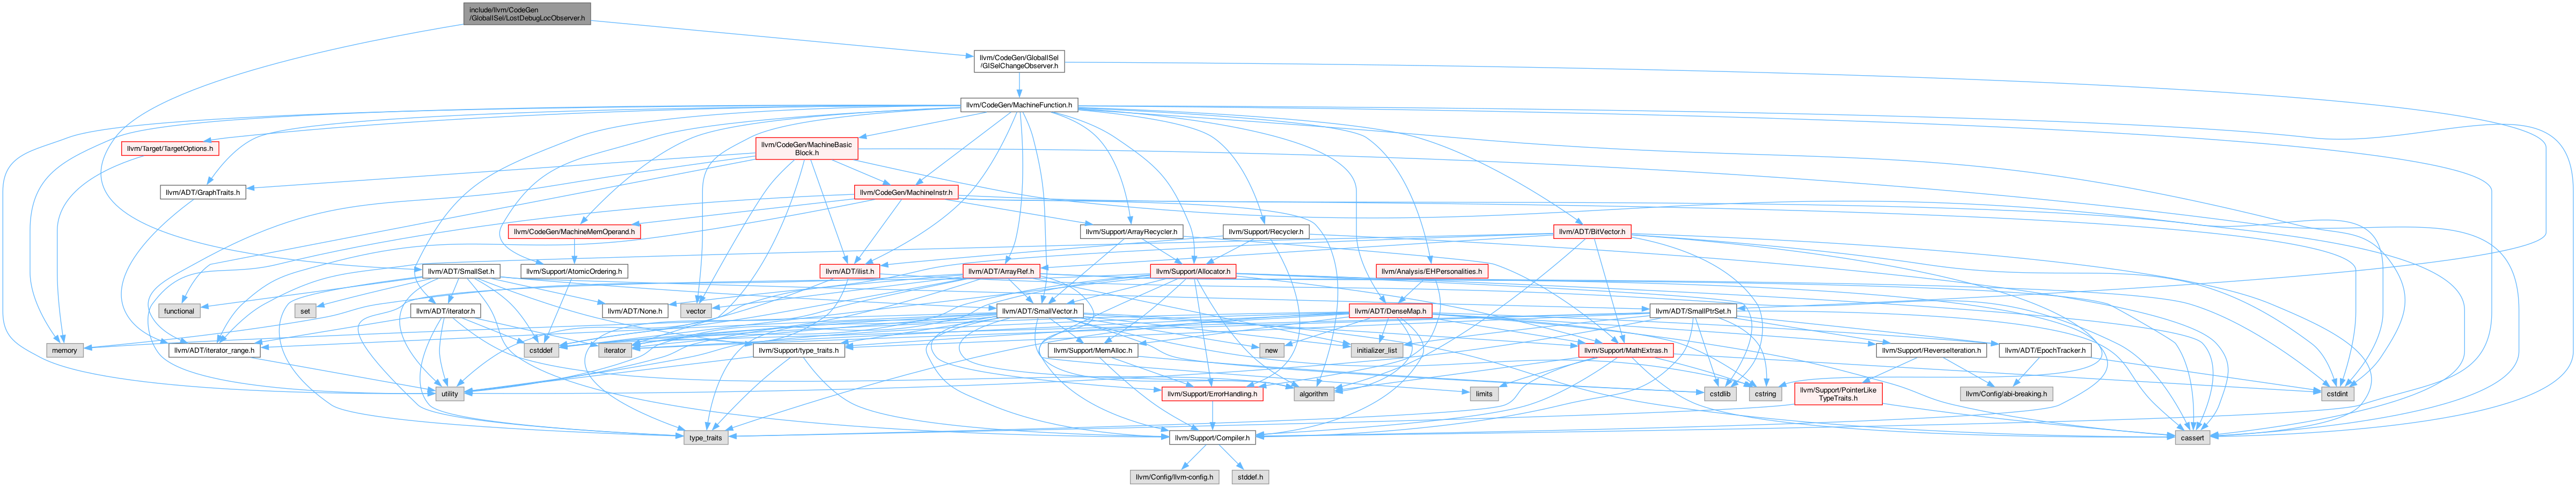 include/llvm/CodeGen
/GlobalISel/LostDebugLocObserver.h
llvm/CodeGen/GlobalISel
/GISelChangeObserver.h
llvm/CodeGen/MachineFunction.h
llvm/Target/TargetOptions.h
llvm/CodeGen/MachineBasic
Block.h
llvm/ADT/GraphTraits.h
llvm/CodeGen/MachineInstr.h
llvm/CodeGen/MachineMemOperand.h
llvm/Support/ArrayRecycler.h
llvm/Support/Recycler.h
llvm/ADT/BitVector.h
llvm/ADT/SmallSet.h
llvm/Support/AtomicOrdering.h
llvm/ADT/ilist.h
llvm/ADT/ArrayRef.h
llvm/Support/Allocator.h
llvm/Analysis/EHPersonalities.h
functional
set
llvm/ADT/iterator.h
llvm/ADT/None.h
vector
llvm/ADT/SmallVector.h
llvm/ADT/DenseMap.h
llvm/ADT/SmallPtrSet.h
memory
llvm/ADT/iterator_range.h
cstddef
iterator
llvm/Support/type_traits.h
llvm/Support/MemAlloc.h
new
initializer_list
llvm/Support/MathExtras.h
llvm/Support/ReverseIteration.h
llvm/ADT/EpochTracker.h
utility
llvm/Support/ErrorHandling.h
algorithm
limits
cstdlib
cstring
llvm/Support/PointerLike
TypeTraits.h
llvm/Config/abi-breaking.h
cstdint
type_traits
llvm/Support/Compiler.h
cassert
llvm/Config/llvm-config.h
stddef.h